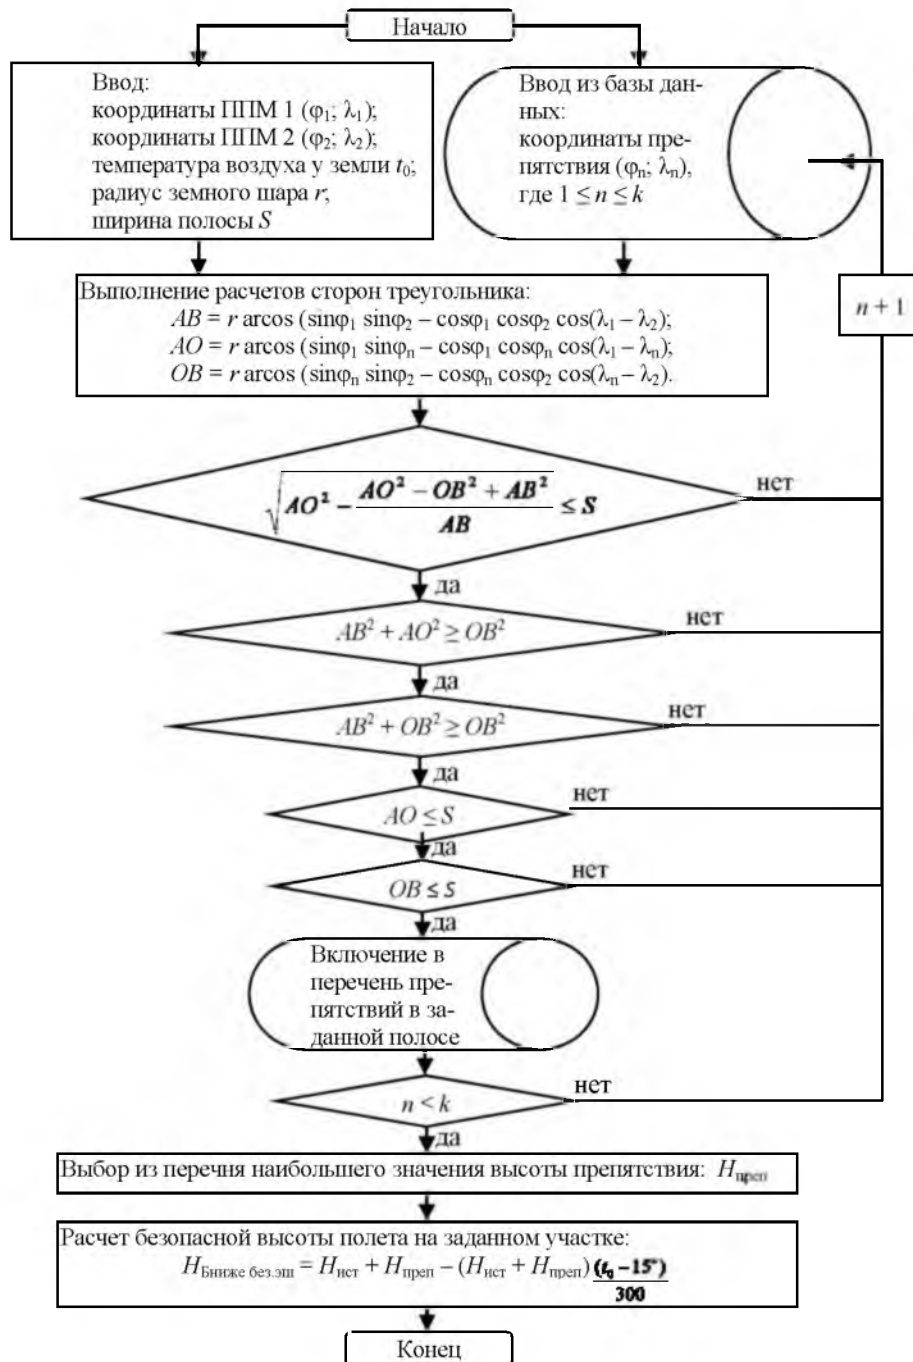 Начало
Ввод:
координаты ППМ 1 (φ₁; λ₁);
координаты ППМ 2 (φ₂; λ₂);
температура воздуха у земли t₀;
радиус земного шара r;
ширина полосы S
Ввод из базы дан-
ных:
координаты пре-
пятствия (φₙ; λₙ),
где 1 ≤ n ≤ k
n + 1
Выполнение расчетов сторон треугольника:
AB = r arcos (sinφ₁ sinφ₂ – cosφ₁ cosφ₂ cos(λ₁ – λ₂);
AO = r arcos (sinφ₁ sinφₙ – cosφ₁ cosφₙ cos(λ₁ – λₙ);
OB = r arcos (sinφₙ sinφ₂ – cosφₙ cosφ₂ cos(λₙ – λ₂).
√(AO² – (AO² – OB² + AB²)/AB) ≤ S
нет
да
AB² + AO² ≥ OB²
нет
да
AB² + OB² ≥ OB²
нет
да
AO ≤ S
нет
да
OB ≤ S
нет
да
Включение в
перечень пре-
пятствий в за-
данной полосе
n < k
нет
да
Выбор из перечня наибольшего значения высоты препятствия: Hпреп
Расчет безопасной высоты полета на заданном участке:
HБниже без.эш = Hист + Hпреп – (Hист + Hпреп) (t₀ – 15°)/300
Конец